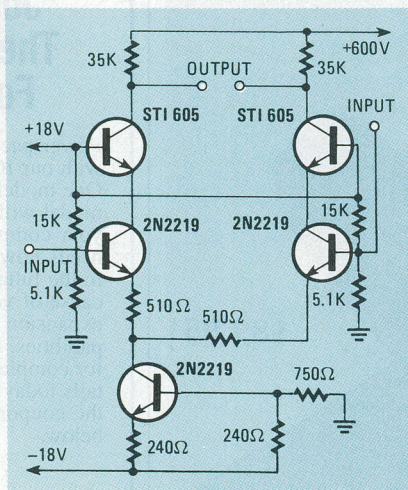 35K
OUTPUT
35K
+600V
STI 605
STI 605
INPUT
+18V
15K
2N2219
2N2219
15K
INPUT
5.1K
5.1K
510Ω
510Ω
2N2219
750Ω
240Ω
240Ω
−18V